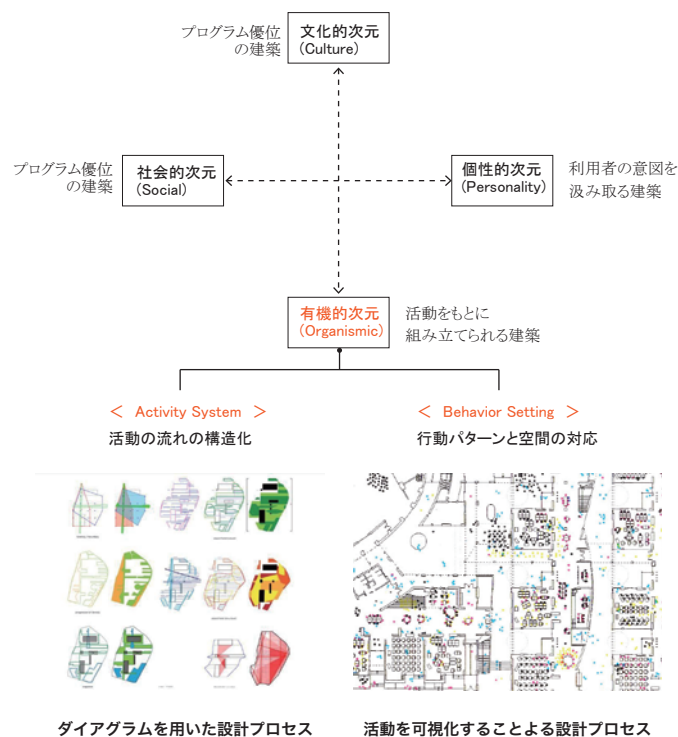 プログラム優位
の建築
文化的次元
(Culture)
プログラム優位
の建築
社会的次元
(Social)
個性的次元
(Personality)
利用者の意図を
汲み取る建築
有機的次元
(Organismic)
活動をもとに
組み立てられる建築
< Activity System >
活動の流れの構造化
< Behavior Setting >
行動パターンと空間の対応
ダイアグラムを用いた設計プロセス
活動を可視化することよる設計プロセス